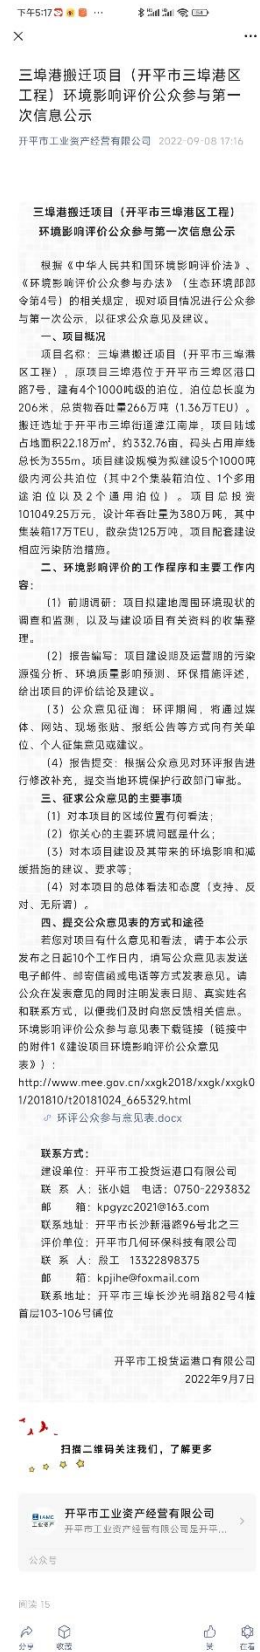 下午5:17
三埠港搬迁项目（开平市三埠港区
工程）环境影响评价公众参与第一
次信息公示
开平市工业资产经营有限公司 2022-09-08 17:16
三埠港搬迁项目（开平市三埠港区工程）
环境影响评价公众参与第一次信息公示
根据《中华人民共和国环境影响评价法》、
《环境影响评价公众参与办法》（生态环境部部
令第4号）的相关规定，现对项目情况进行公众参
与第一次公示，以征求公众意见及建议。
一、项目概况
项目名称：三埠港搬迁项目（开平市三埠港区
工程），原项目三埠港位于开平市三埠区港口
路7号，建有4个1000吨级的泊位，泊位总长度为
206米，总货物吞吐量266万吨（1.36万TEU）。
搬迁选址于开平市三埠街道潭江南岸，项目陆域
占地面积22.18万㎡，约332.76亩，码头占用岸线
总长为355m。项目建设规模为拟建设5个1000吨
级内河公共泊位（其中2个集装箱泊位、1个多用
途泊位以及2个通用泊位）。项目总投资
101049.25万元，设计年吞吐量为380万吨，其中
集装箱17万TEU，散杂货125万吨，项目配套建设
相应污染防治措施。
二、环境影响评价的工作程序和主要工作内
容：
（1）前期调研：项目拟建地周围环境现状的
调查和监测，以及与建设项目有关资料的收集整
理。
（2）报告编写：项目建设期及运营期的污染
源强分析、环境质量影响预测、环保措施评述，
给出项目的评价结论及建议。
（3）公众意见征询：环评期间，将通过媒
体、网站、现场张贴、报纸公告等方式向有关单
位、个人征集意见或建议。
（4）报告提交：根据公众意见对环评报告进
行修改补充，提交当地环境保护行政部门审批。
三、征求公众意见的主要事项
（1）对本项目的区域位置有何看法；
（2）你关心的主要环境问题是什么；
（3）对本项目建设及其带来的环境影响和减
缓措施的建议、要求等；
（4）对本项目的总体看法和态度（支持、反
对、无所谓）。
四、提交公众意见表的方式和途径
若您对项目有什么意见和看法，请于本公示
发布之日起10个工作日内，填写公众意见表发送
电子邮件、邮寄信函或电话等方式发表意见。请
公众在发表意见的同时注明发表日期、真实姓名
和联系方式，以便我们及时向您反馈相关信息。
环境影响评价公众参与意见表下载链接（链接中
的附件1《建设项目环境影响评价公众意见
表》）：
http://www.mee.gov.cn/xxgk2018/xxgk/xxgk0
1/201810/t20181024_665329.html
环评公众参与意见表.docx
联系方式：
建设单位：开平市工投货运港口有限公司
联 系 人：张小姐 电话：0750-2293832
邮 箱：kpgyzc2021@163.com
联系地址：开平市长沙新港路96号北之三
评价单位：开平市几何环保科技有限公司
联 系 人：殷工 13322898375
邮 箱：kpjihe@foxmail.com
联系地址：开平市三埠长沙光明路82号4幢
首层103-106号铺位
开平市工投货运港口有限公司
2022年9月7日
扫描二维码关注我们，了解更多
开平市工业资产经营有限公司
开平市工业资产经营有限公司是开平...
公众号
阅读 15
分享
收藏
赞
在看